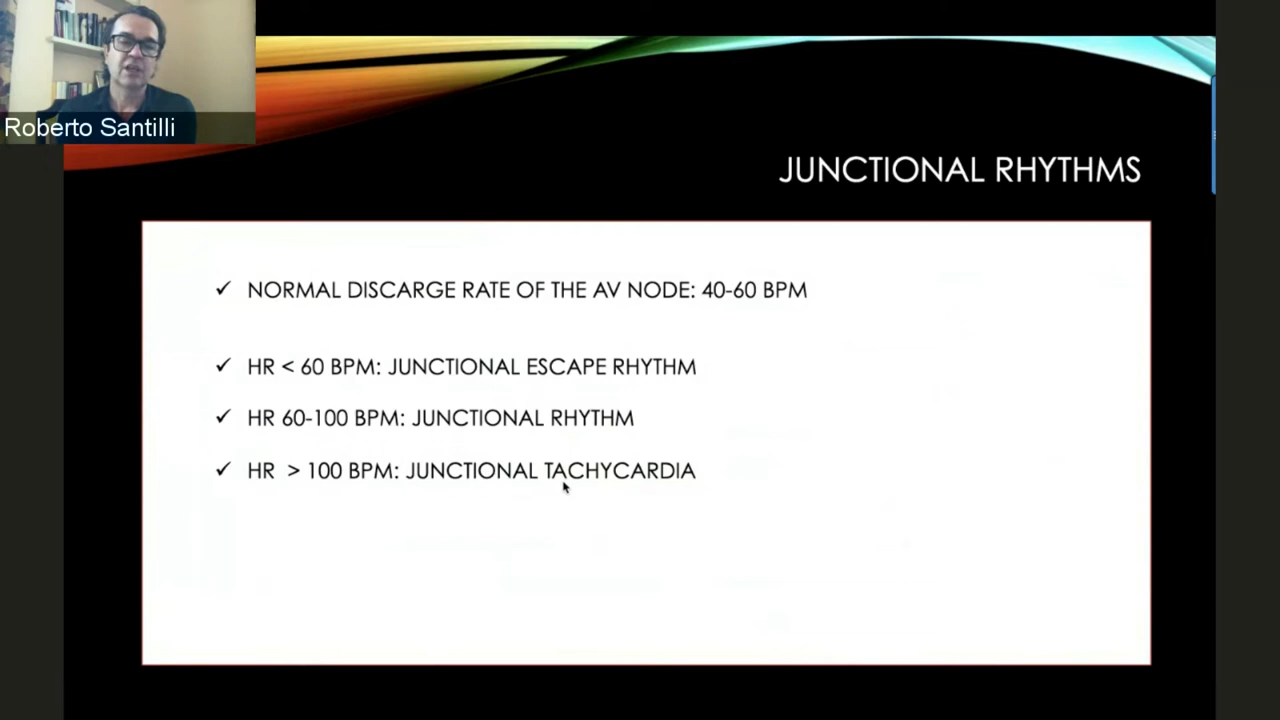 Roberto Santilli
JUNCTIONAL RHYTHMS
✓ NORMAL DISCARGE RATE OF THE AV NODE: 40-60 BPM
✓ HR < 60 BPM: JUNCTIONAL ESCAPE RHYTHM
✓ HR 60-100 BPM: JUNCTIONAL RHYTHM
✓ HR > 100 BPM: JUNCTIONAL TACHYCARDIA